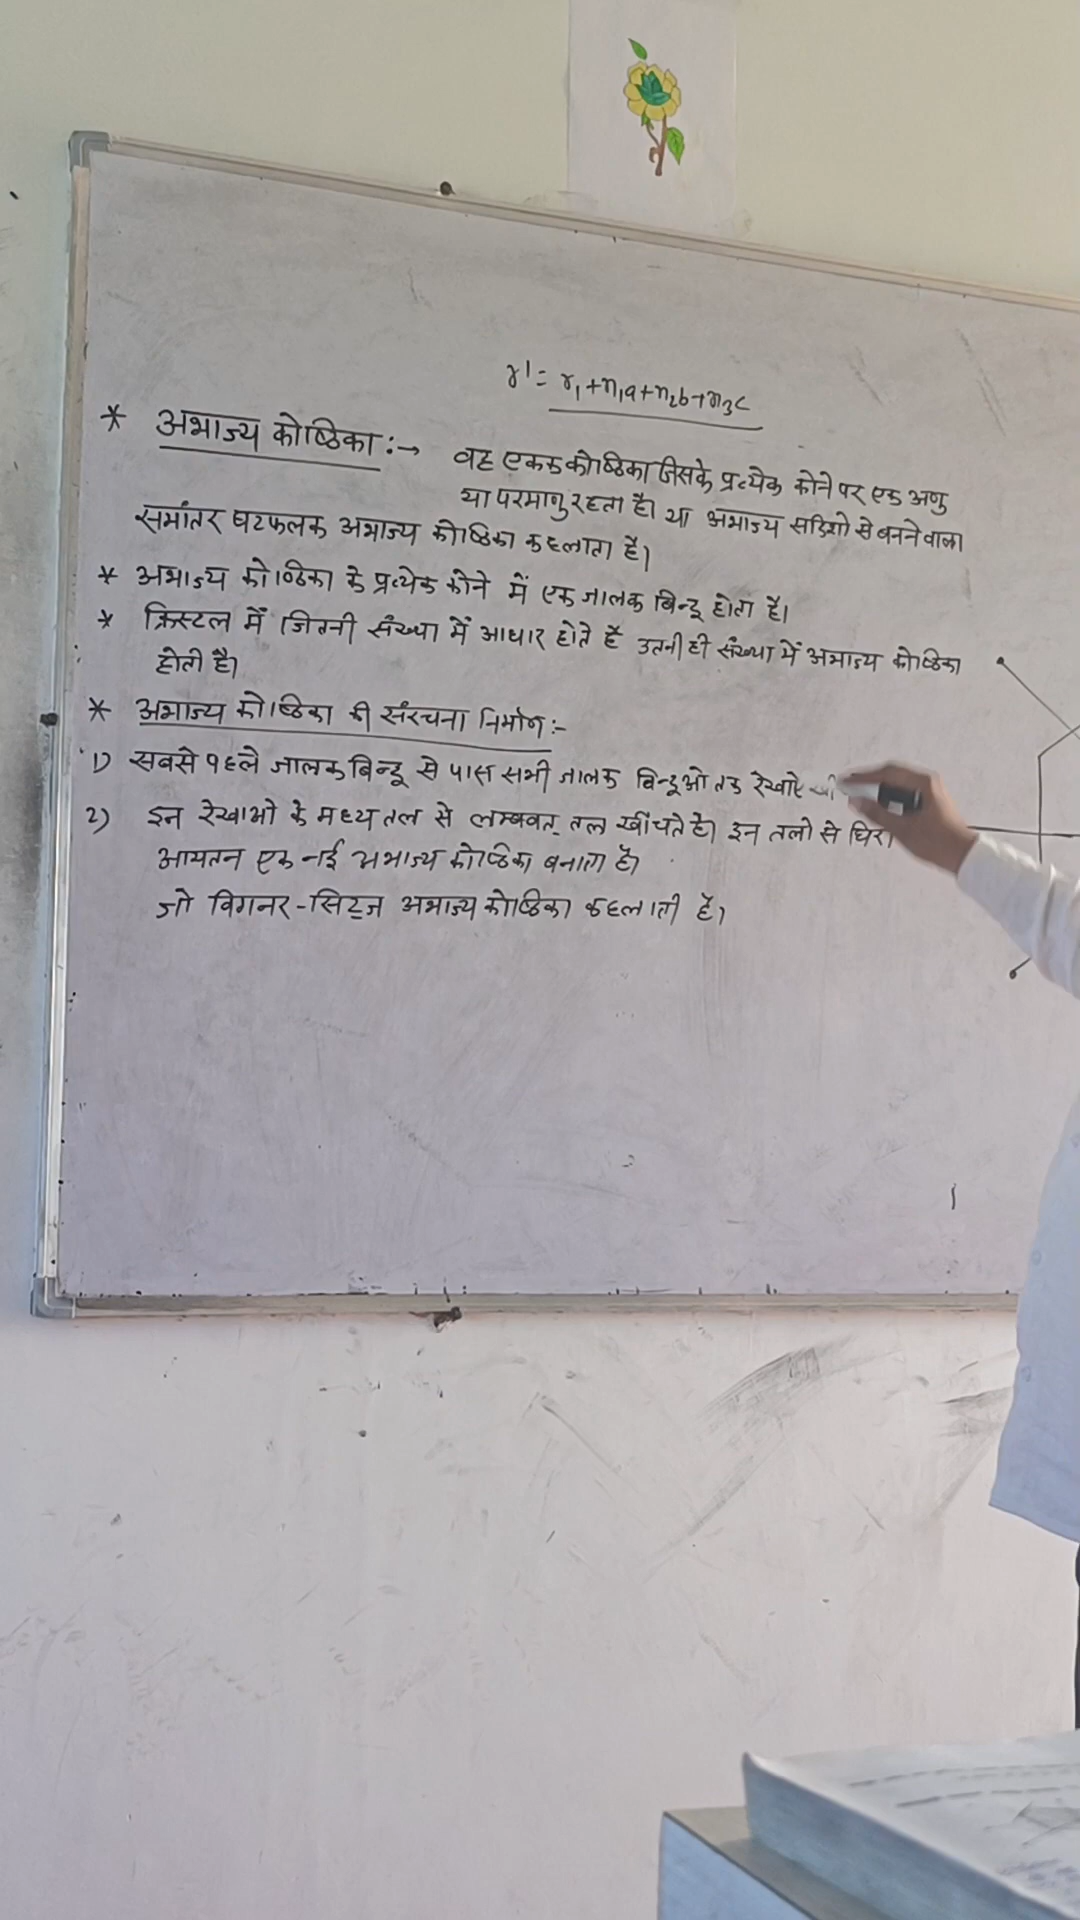 r' = r₁+n₁a+n₂b+n₃c
* अभाज्य कोष्ठिका :→ वह एकक कोष्ठिका जिसके प्रत्येक कोने पर एक अणु
या परमाणु रहता है। या अभाज्य सदिशो से बनने वाला
समांतर षटफलक अभाज्य कोष्ठिका कहलाता है।
* अभाज्य कोष्ठिका के प्रत्येक कोने में एक जालक बिन्दू होता है।
* क्रिस्टल में जितनी संख्या में आधार होते है उतनी ही संख्या में अभाज्य कोष्ठिका
होती है।
* अभाज्य कोष्ठिका की संरचना निर्माण :-
1) सबसे पहले जालक बिन्दू से पास सभी जालक बिन्दूओ तक रेखाऐ
2) इन रेखाओ के मध्य तल से लम्बवत् तल खींचते है। इन तलो से घिरा
आयतन एक नई अभाज्य कोष्ठिका बनाता है।
जो विगनर-सिट्ज अभाज्य कोष्ठिका कहलाती है।